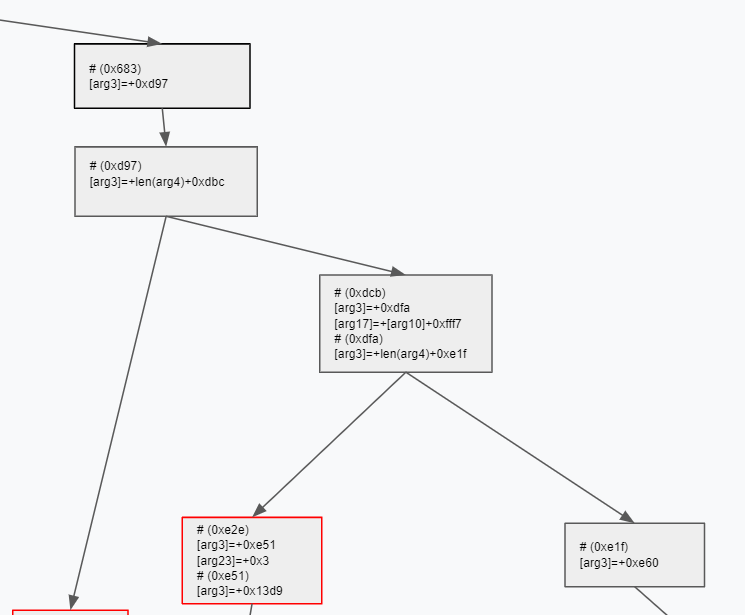 # (0x683)
[arg3]=+0xd97
# (0xd97)
[arg3]=+len(arg4)+0xdbc
# (0xdcb)
[arg3]=+0xdfa
[arg17]=+[arg10]+0xfff7
# (0xdfa)
[arg3]=+len(arg4)+0xe1f
# (0xe2e)
[arg3]=+0xe51
[arg23]=+0x3
# (0xe51)
[arg3]=+0x13d9
# (0xe1f)
[arg3]=+0xe60